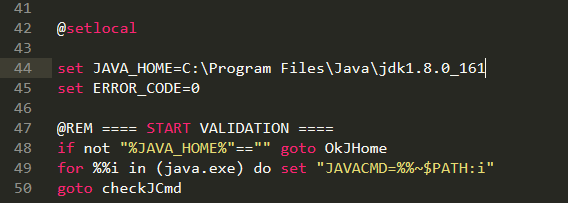 41
42 @setlocal
43
44 set JAVA_HOME=C:\Program Files\Java\jdk1.8.0_161
45 set ERROR_CODE=0
46
47 @REM ==== START VALIDATION ====
48 if not "%JAVA_HOME%"=="" goto OkJHome
49 for %%i in (java.exe) do set "JAVACMD=%%~$PATH:i"
50 goto checkJCmd